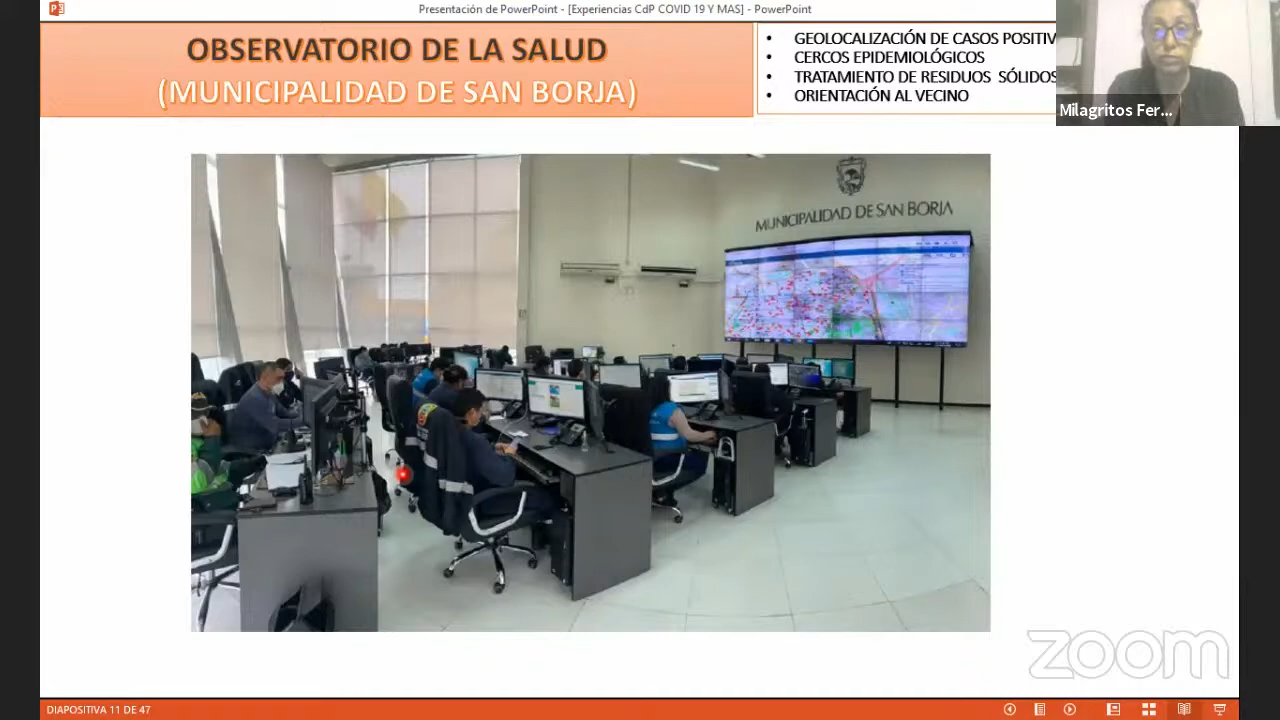 Presentación de PowerPoint - [Experiencias CdP COVID 19 Y MAS] - PowerPoint
OBSERVATORIO DE LA SALUD
(MUNICIPALIDAD DE SAN BORJA)
• GEOLOCALIZACIÓN DE CASOS POSITIV
• CERCOS EPIDEMIOLÓGICOS
• TRATAMIENTO DE RESIDUOS SÓLIDOS
• ORIENTACIÓN AL VECINO
Milagritos Fer...
MUNICIPALIDAD DE SAN BORJA
zoom
DIAPOSITIVA 11 DE 47